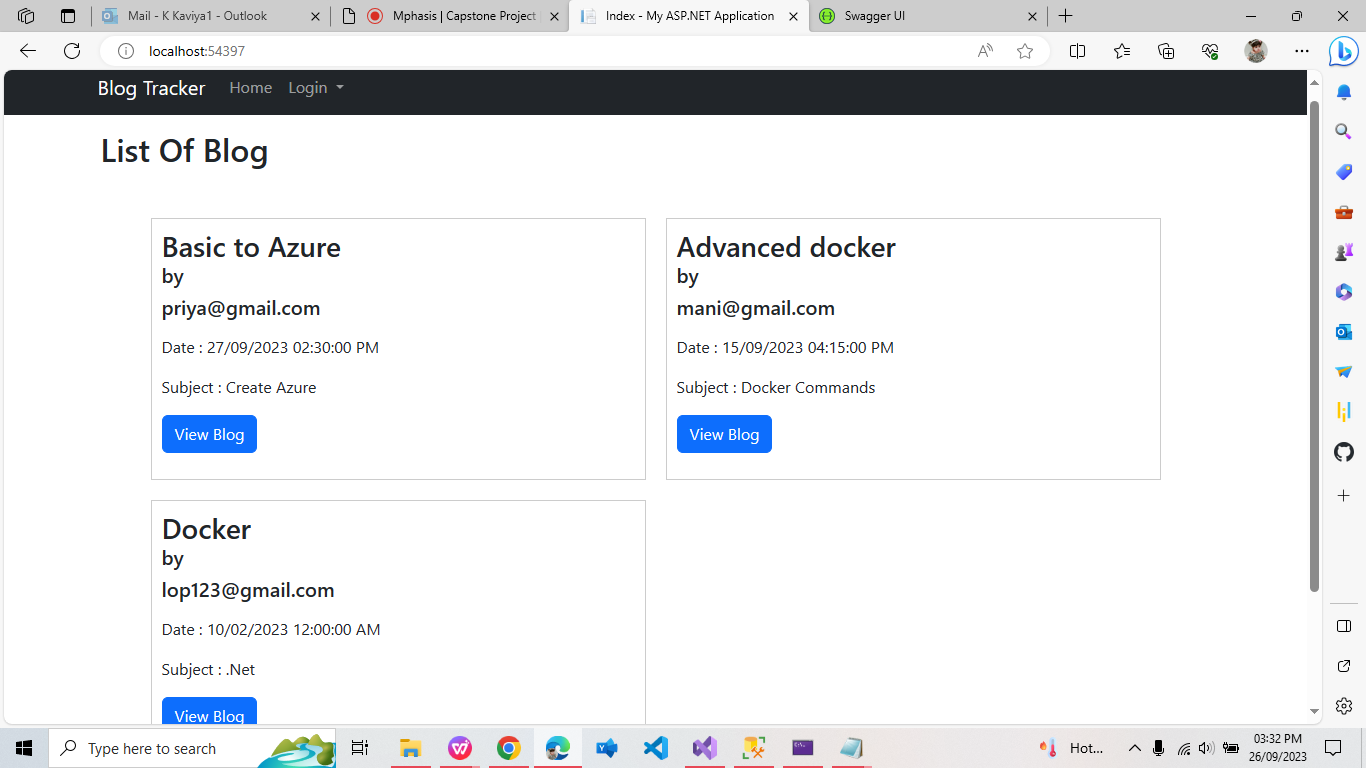 Mail - K Kaviya1 - Outlook
Mphasis | Capstone Project
Index - My ASP.NET Application
Swagger UI
localhost:54397
Blog Tracker
Home
Login
List Of Blog
Basic to Azure
by
priya@gmail.com
Date : 27/09/2023 02:30:00 PM
Subject : Create Azure
View Blog
Advanced docker
by
mani@gmail.com
Date : 15/09/2023 04:15:00 PM
Subject : Docker Commands
View Blog
Docker
by
lop123@gmail.com
Date : 10/02/2023 12:00:00 AM
Subject : .Net
View Blog
Type here to search
Hot...
03:32 PM
26/09/2023